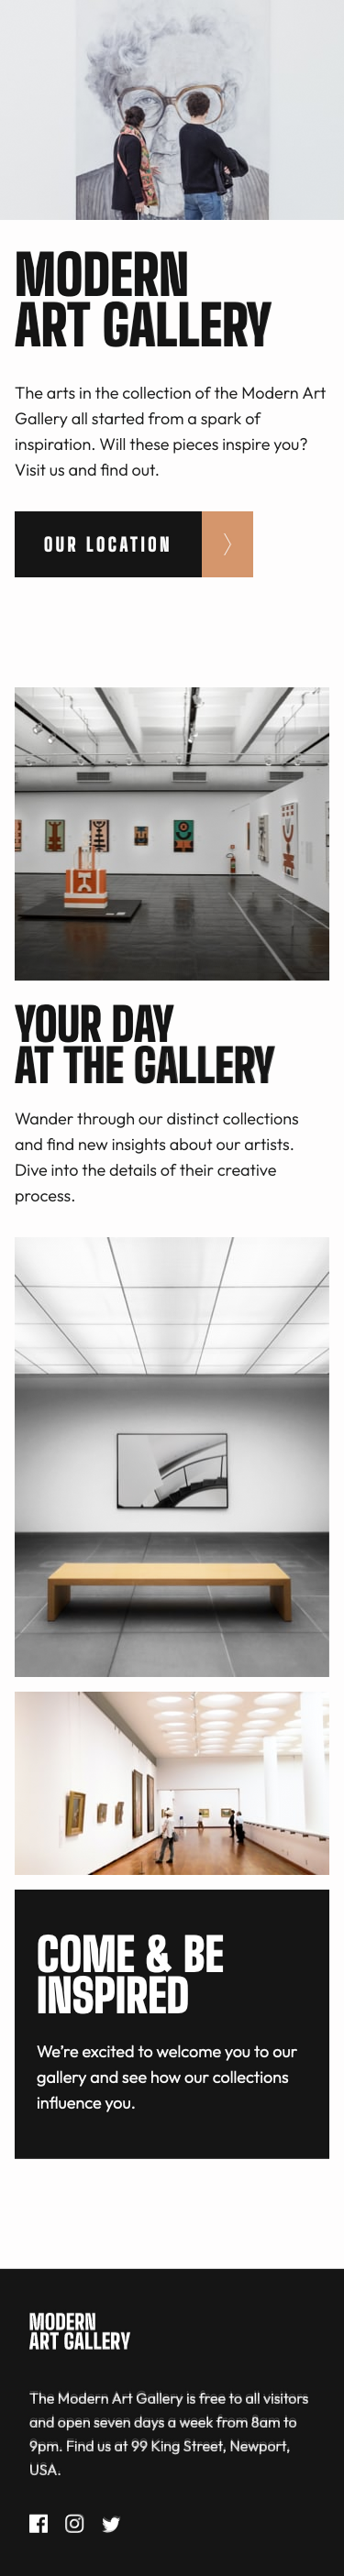 MODERN
ART GALLERY
The arts in the collection of the Modern Art
Gallery all started from a spark of
inspiration. Will these pieces inspire you?
Visit us and find out.
OUR LOCATION
YOUR DAY
AT THE GALLERY
Wander through our distinct collections
and find new insights about our artists.
Dive into the details of their creative
process.
COME & BE
INSPIRED
We’re excited to welcome you to our
gallery and see how our collections
influence you.
MODERN
ART GALLERY
The Modern Art Gallery is free to all visitors
and open seven days a week from 8am to
9pm. Find us at 99 King Street, Newport,
USA.